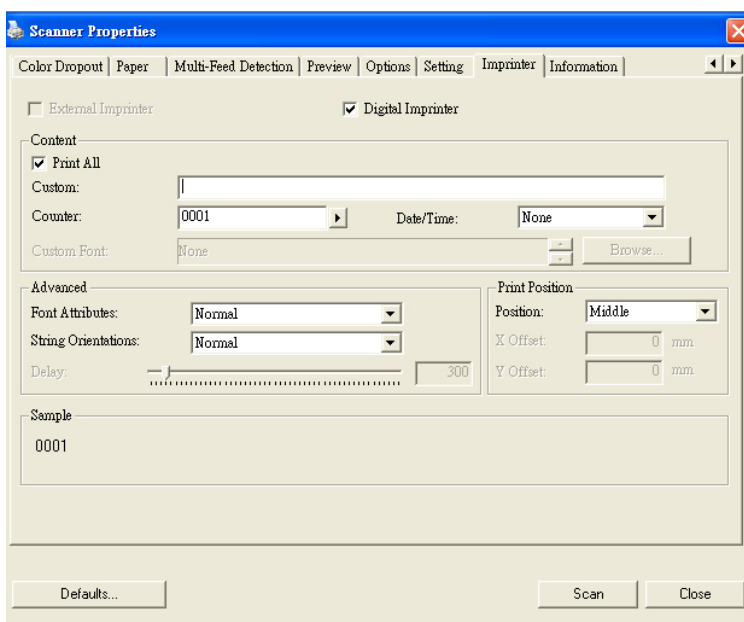 Scanner Properties
Color Dropout Paper Multi-Feed Detection Preview Options Setting Imprinter Information
External Imprinter Digital Imprinter
Content
Print All
Custom:
Counter: 0001 Date/Time: None
Custom Font: None Browse...
Advanced
Font Attributes: Normal
String Orientations: Normal
Delay: 300
Print Position
Position: Middle
X Offset: 0 mm
Y Offset: 0 mm
Sample
0001
Defaults... Scan Close